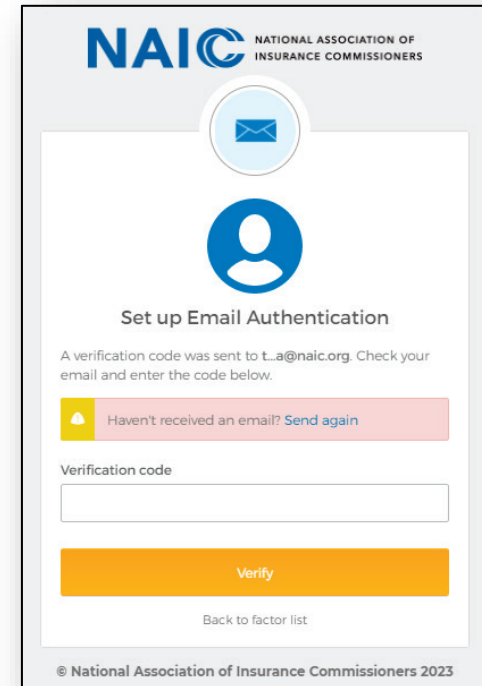 NAIC NATIONAL ASSOCIATION OF
INSURANCE COMMISSIONERS
Set up Email Authentication
A verification code was sent to t...a@naic.org. Check your
email and enter the code below.
Haven't received an email? Send again
Verification code
Verify
Back to factor list
© National Association of Insurance Commissioners 2023